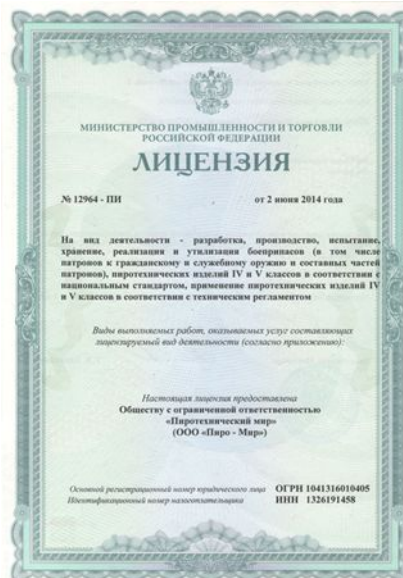 МИНИСТЕРСТВО ПРОМЫШЛЕННОСТИ И ТОРГОВЛИ
РОССИЙСКОЙ ФЕДЕРАЦИИ
ЛИЦЕНЗИЯ
№ 12964 - ПИ от 2 июня 2014 года
На вид деятельности - разработка, производство, испытание,
хранение, реализация и утилизация боеприпасов (в том числе
патронов к гражданскому и служебному оружию и составных частей
патронов), пиротехнических изделий IV и V классов в соответствии с
национальным стандартом, применение пиротехнических изделий IV
и V классов в соответствии с техническим регламентом
Виды выполняемых работ, оказываемых услуг составляющих
лицензируемый вид деятельности (согласно приложению):
Настоящая лицензия предоставлена
Обществу с ограниченной ответственностью
«Пиротехнический мир»
(ООО «Пиро - Мир»)
Основной регистрационный номер юридического лица ОГРН 1041316010405
Идентификационный номер налогоплательщика ИНН 1326191458